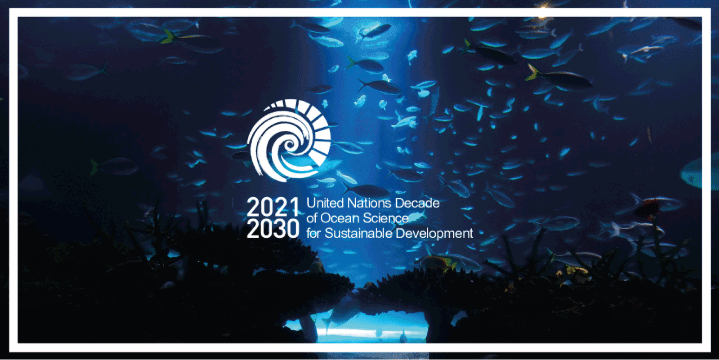 2021
2030
United Nations Decade
of Ocean Science
for Sustainable Development